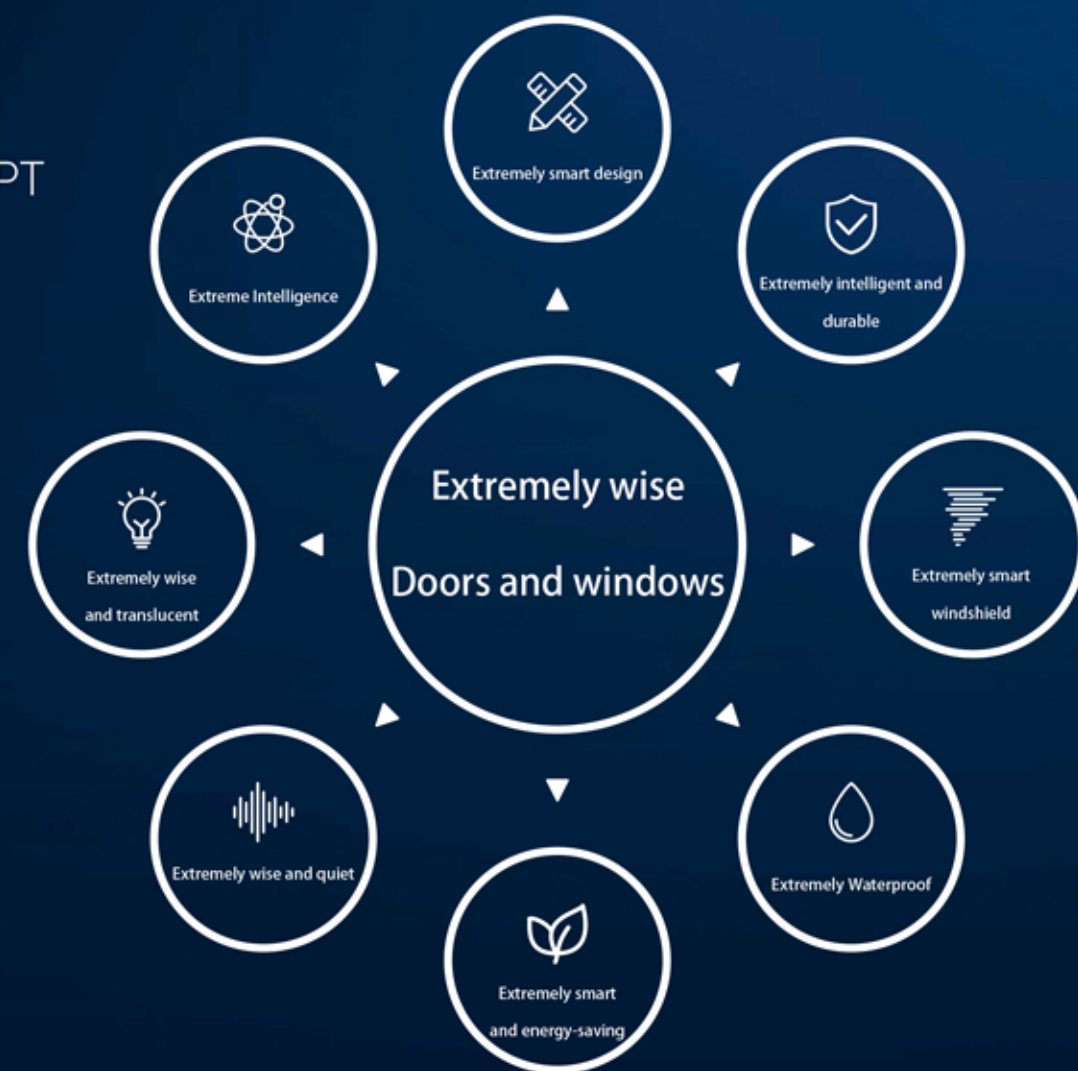 PT
Extremely smart design
Extreme Intelligence
Extremely intelligent and
durable
Extremely wise
Doors and windows
Extremely wise
and translucent
Extremely smart
windshield
Extremely wise and quiet
Extremely Waterproof
Extremely smart
and energy-saving